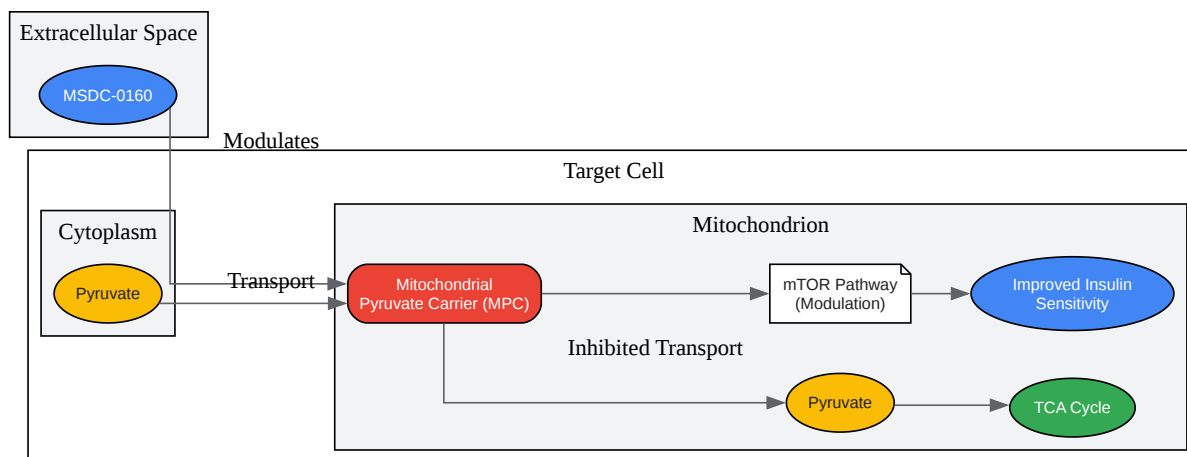 Extracellular Space
MSDC-0160
Modulates
Target Cell
Cytoplasm
Pyruvate
Transport
Mitochondrion
Mitochondrial
Pyruvate Carrier (MPC)
mTOR Pathway
(Modulation)
Improved Insulin
Sensitivity
Inhibited Transport
Pyruvate
TCA Cycle